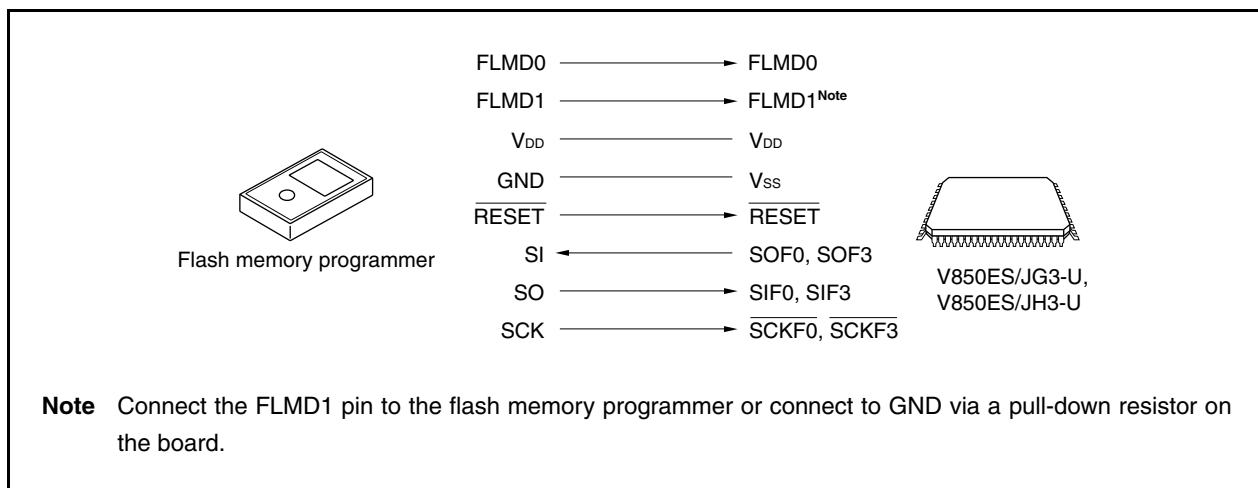 FLMD0 FLMD0
FLMD1 FLMD1Note
VDD VDD
GND VSS
RESET RESET
SI SOF0, SOF3
SO SIF0, SIF3
SCK SCKF0, SCKF3
Flash memory programmer
V850ES/JG3-U,
V850ES/JH3-U
Note Connect the FLMD1 pin to the flash memory programmer or connect to GND via a pull-down resistor on
the board.